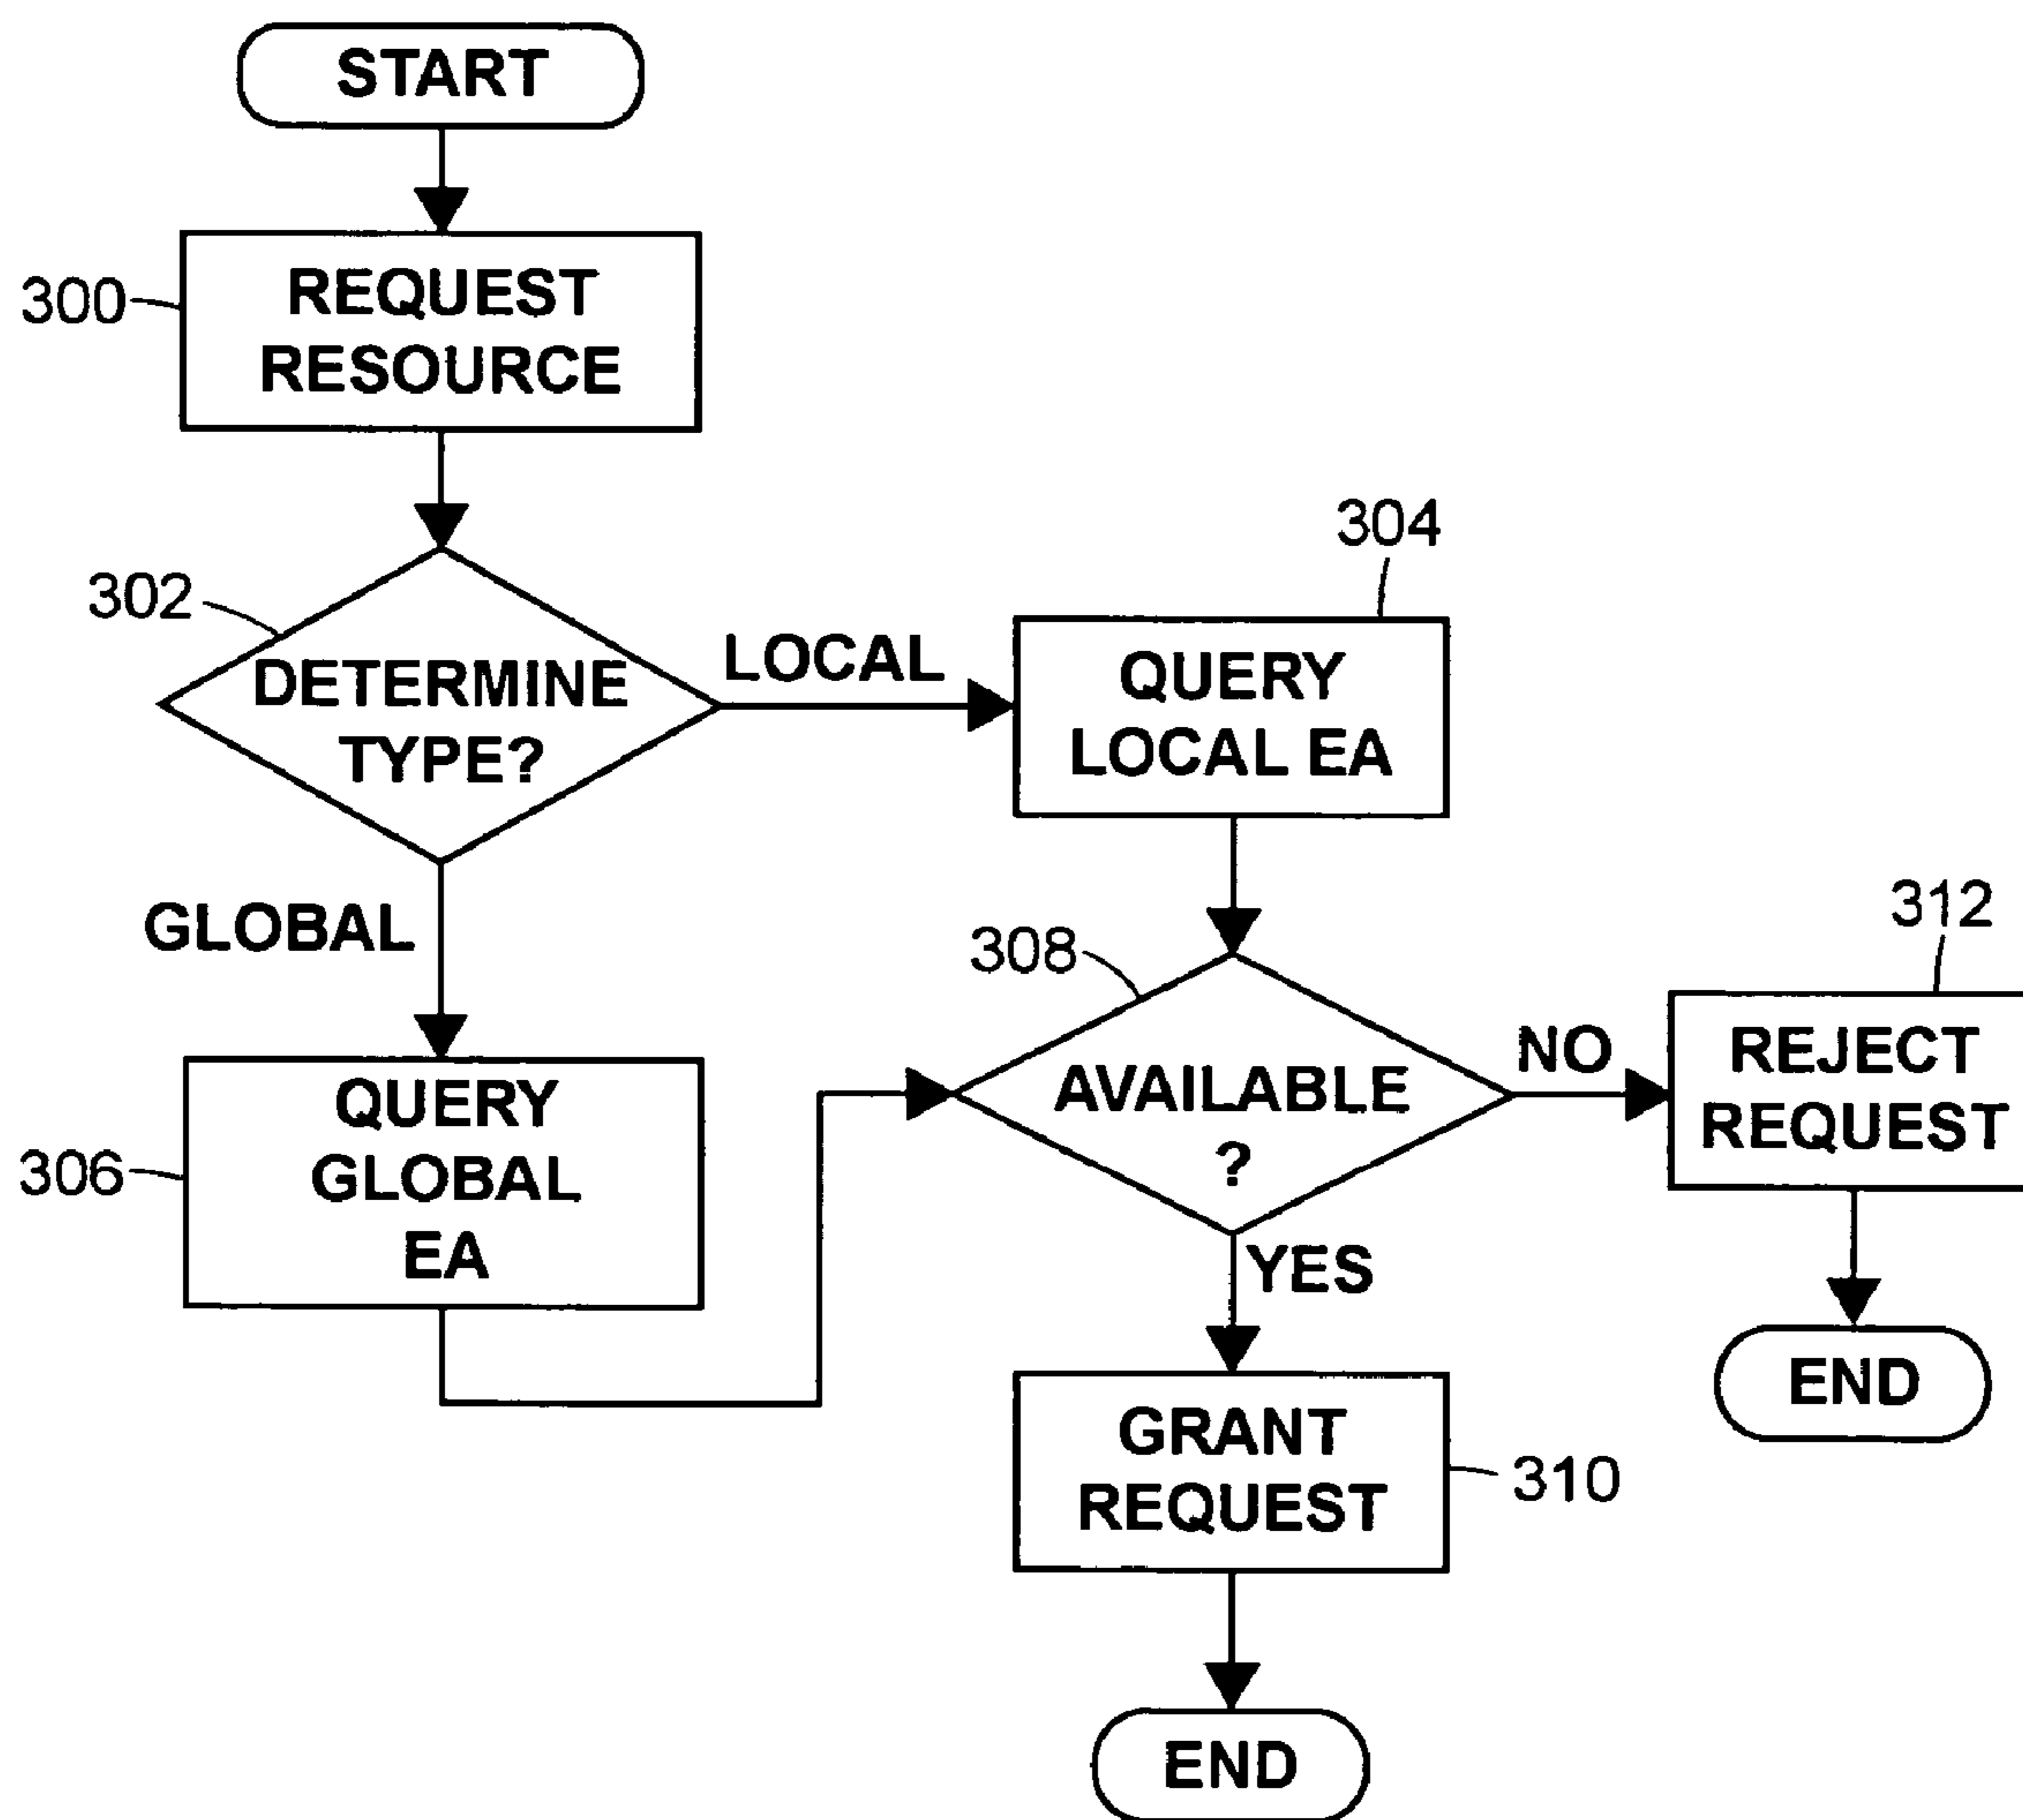 START
300
REQUEST
RESOURCE
302
DETERMINE
TYPE?
LOCAL
304
QUERY
LOCAL EA
GLOBAL
306
QUERY
GLOBAL
EA
308
AVAILABLE
?
NO
312
REJECT
REQUEST
END
YES
GRANT
REQUEST
310
END